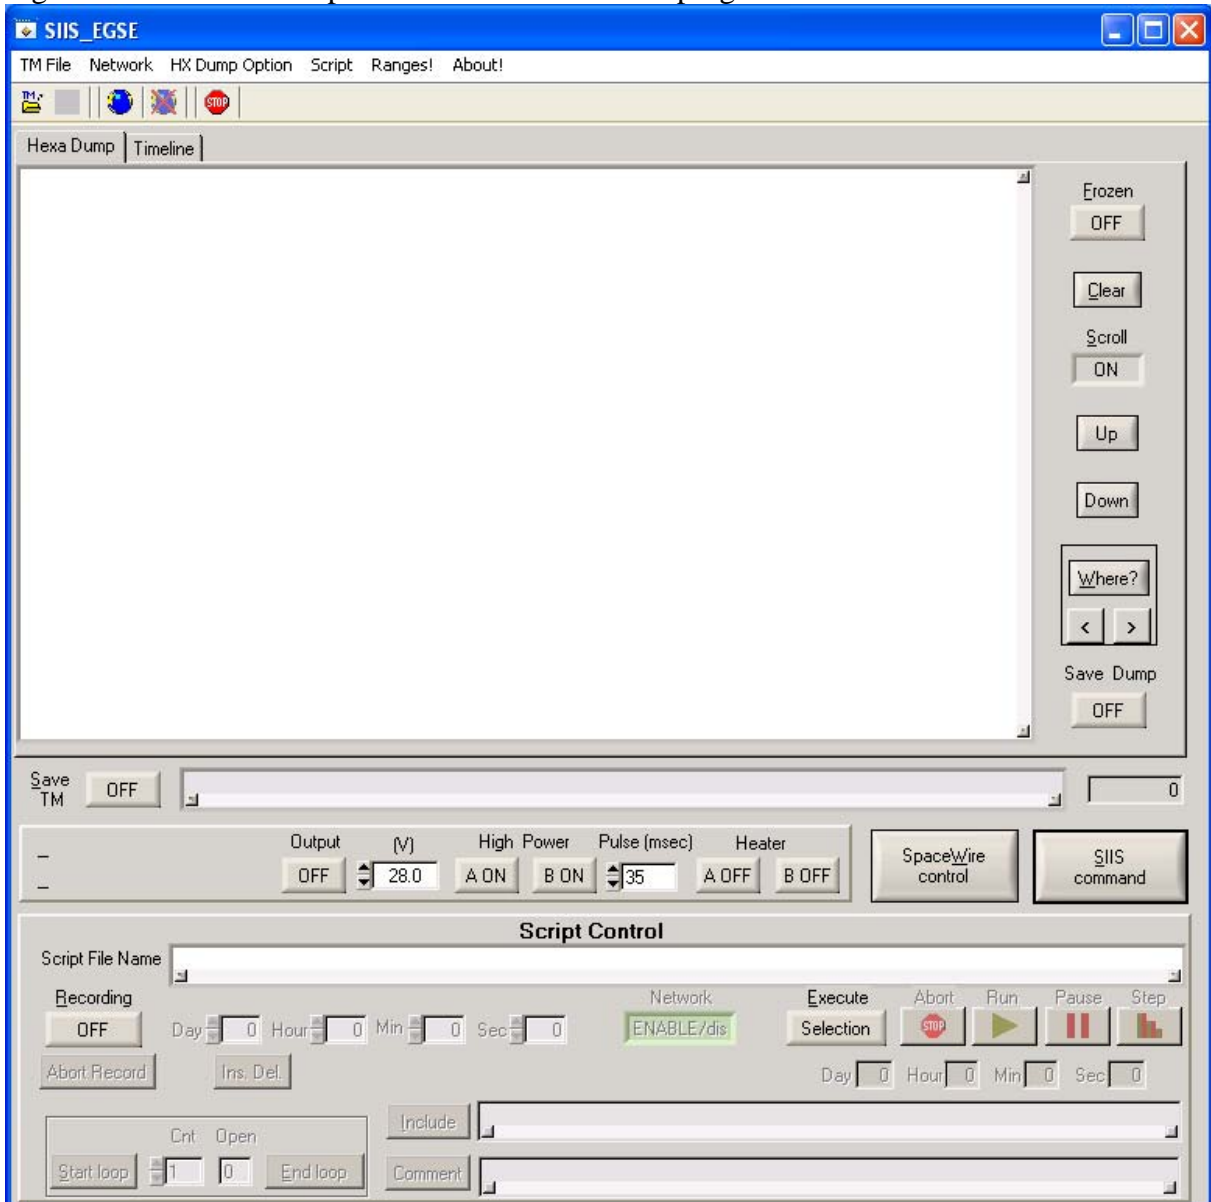 SIIS_EGSE
TM File Network HX Dump Option Script Ranges! About!
TM STOP
Hexa Dump Timeline
Frozen
OFF
Clear
Scroll
ON
Up
Down
Where?
< >
Save Dump
OFF
Save TM OFF 0
Output (V) High Power Pulse (msec) Heater
OFF 28.0 A ON B ON 35 A OFF B OFF
SpaceWire control
SIIS command
Script Control
Script File Name
Recording Network Execute Abort Run Pause Step
OFF Day 0 Hour 0 Min 0 Sec 0 ENABLE/dis Selection STOP
Abort Record Ins. Del. Day 0 Hour 0 Min 0 Sec 0
Include
Cnt Open
Start loop 1 0 End loop Comment